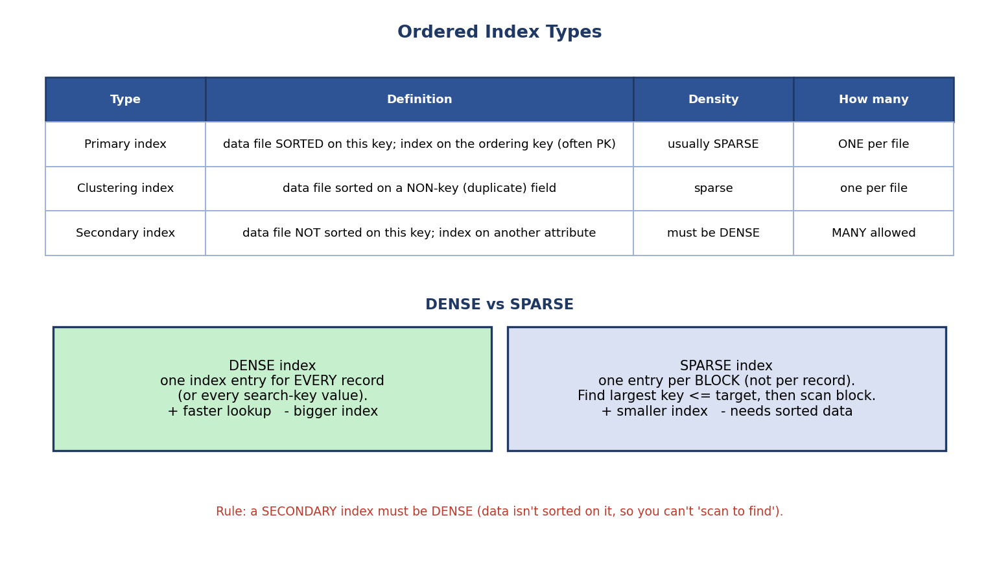 Ordered Index Types
Type Definition Density How many
Primary index data file SORTED on this key; index on the ordering key (often PK) usually SPARSE ONE per file
Clustering index data file sorted on a NON-key (duplicate) field sparse one per file
Secondary index data file NOT sorted on this key; index on another attribute must be DENSE MANY allowed
DENSE vs SPARSE
DENSE index
one index entry for EVERY record
(or every search-key value).
+ faster lookup - bigger index
SPARSE index
one entry per BLOCK (not per record).
Find largest key <= target, then scan block.
+ smaller index - needs sorted data
Rule: a SECONDARY index must be DENSE (data isn't sorted on it, so you can't 'scan to find').